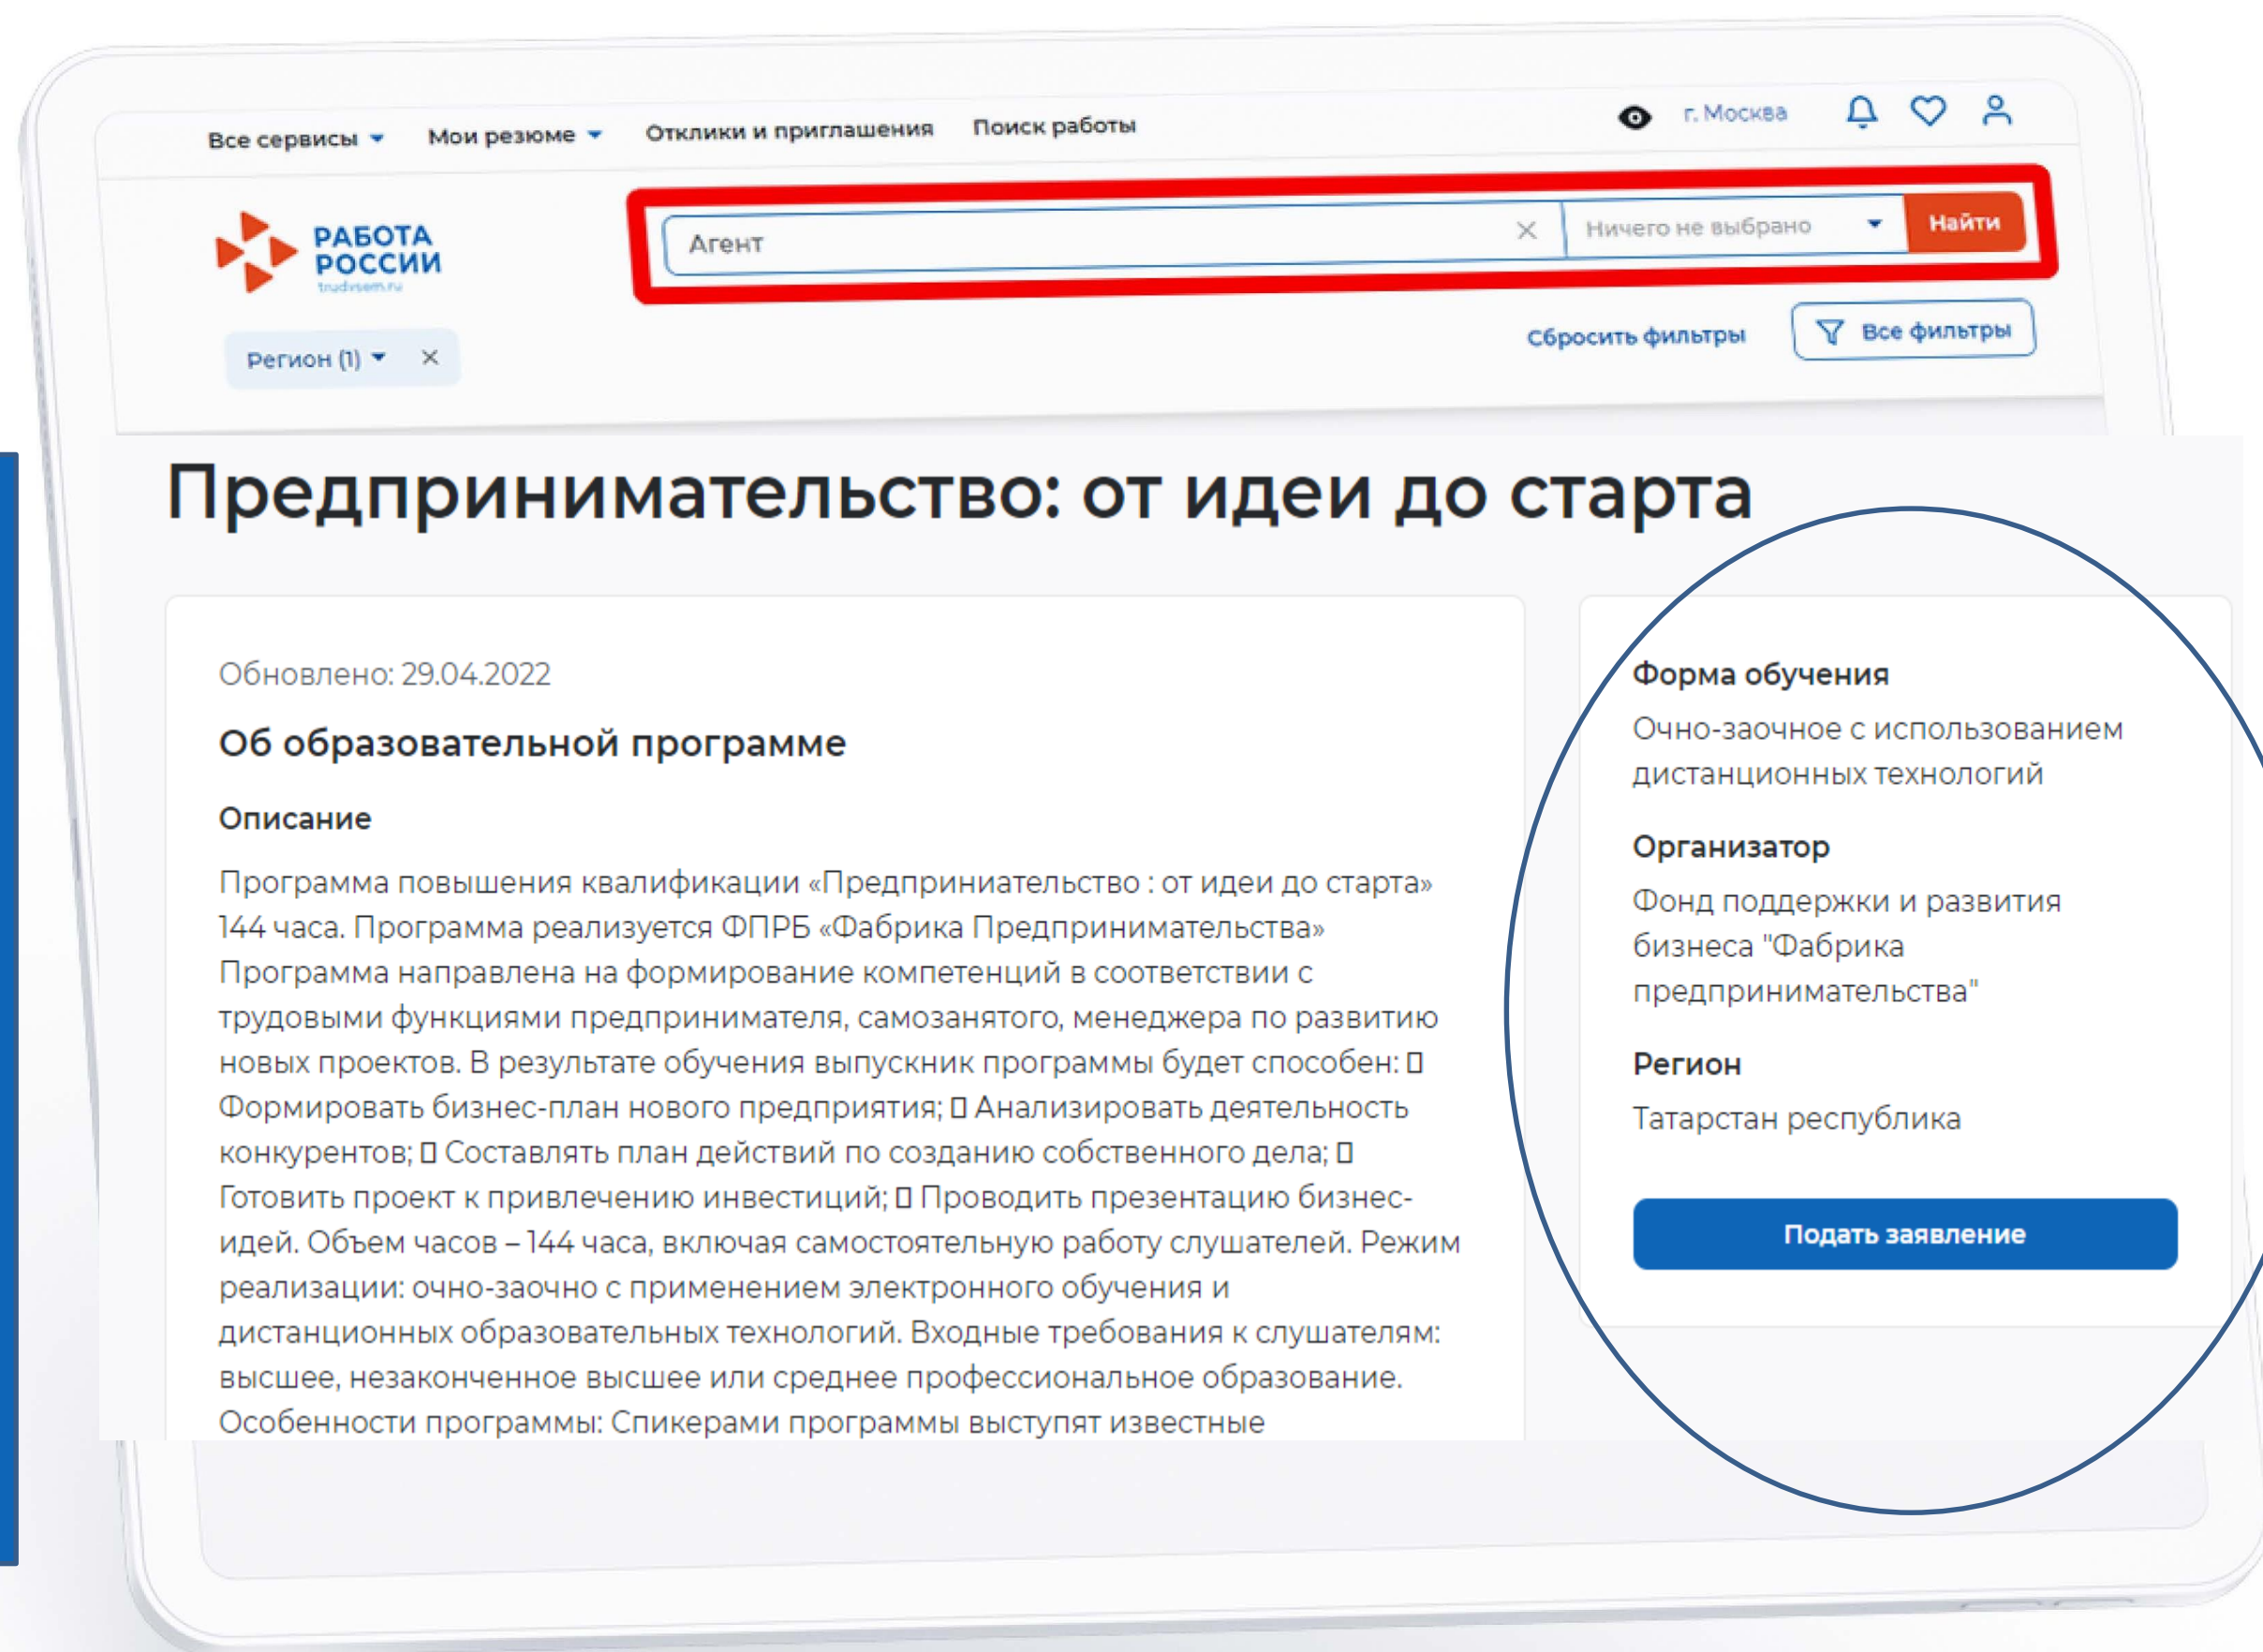 Все сервисы Мои резюме Отклики и приглашения Поиск работы г. Москва
РАБОТА
РОССИИ
trudvsem.ru
Агент Ничего не выбрано Найти
Регион (1) Сбросить фильтры Все фильтры
Предпринимательство: от идеи до старта
Обновлено: 29.04.2022
Об образовательной программе
Описание
Программа повышения квалификации «Предприниательство : от идеи до старта»
144 часа. Программа реализуется ФПРБ «Фабрика Предпринимательства»
Программа направлена на формирование компетенций в соответствии с
трудовыми функциями предпринимателя, самозанятого, менеджера по развитию
новых проектов. В результате обучения выпускник программы будет способен: 
Формировать бизнес-план нового предприятия;  Анализировать деятельность
конкурентов;  Составлять план действий по созданию собственного дела; 
Готовить проект к привлечению инвестиций;  Проводить презентацию бизнес-
идей. Объем часов – 144 часа, включая самостоятельную работу слушателей. Режим
реализации: очно-заочно с применением электронного обучения и
дистанционных образовательных технологий. Входные требования к слушателям:
высшее, незаконченное высшее или среднее профессиональное образование.
Особенности программы: Спикерами программы выступят известные
Форма обучения
Очно-заочное с использованием
дистанционных технологий
Организатор
Фонд поддержки и развития
бизнеса "Фабрика
предпринимательства"
Регион
Татарстан республика
Подать заявление